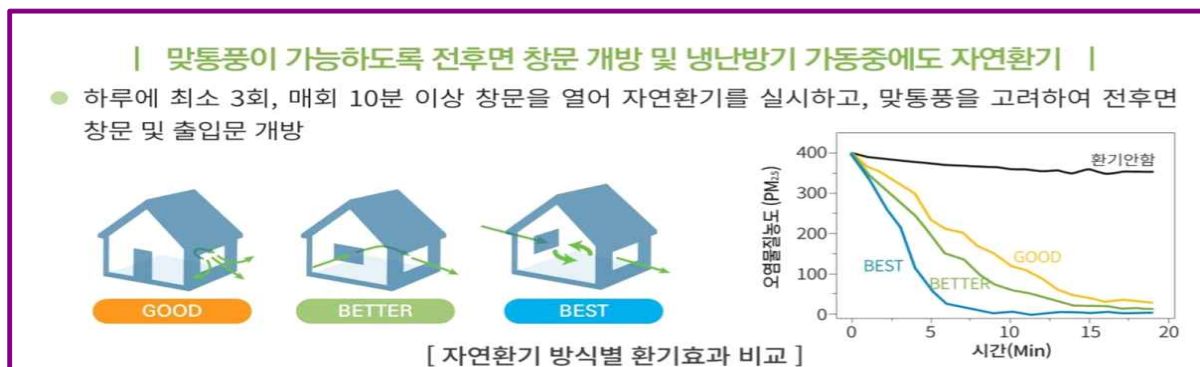 | 맞통풍이 가능하도록 전후면 창문 개방 및 냉난방기 가동중에도 자연환기 |
● 하루에 최소 3회, 매회 10분 이상 창문을 열어 자연환기를 실시하고, 맞통풍을 고려하여 전후면
창문 및 출입문 개방
GOOD
BETTER
BEST
오염물질농도 (PM2.5)
400
300
200
100
0
환기안함
GOOD
BEST
BETTER
0 5 10 15 20
시간(Min)
[ 자연환기 방식별 환기효과 비교 ]